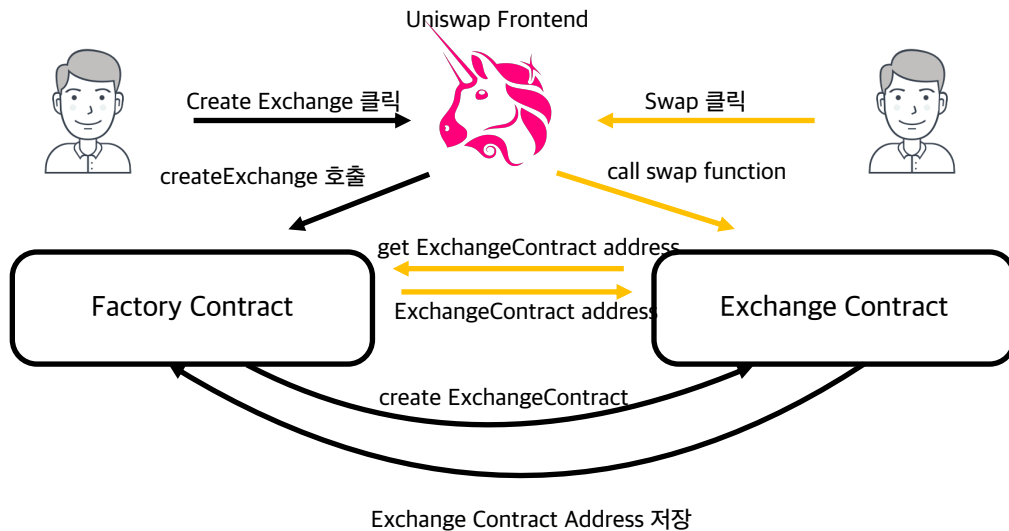 Uniswap Frontend
Create Exchange 클릭
Swap 클릭
createExchange 호출
call swap function
get ExchangeContract address
Factory Contract
ExchangeContract address
Exchange Contract
create ExchangeContract
Exchange Contract Address 저장